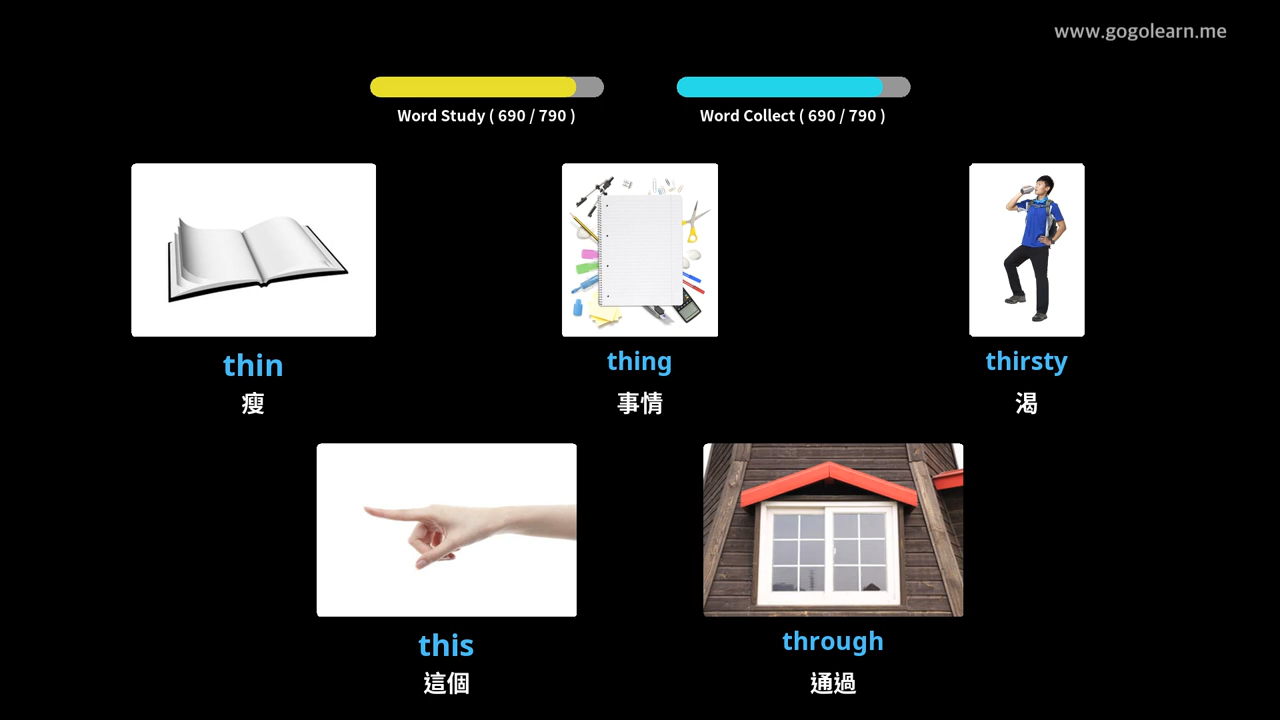 www.gogolearn.me
Word Study ( 690 / 790 )
Word Collect ( 690 / 790 )
thin
瘦
thing
事情
thirsty
渴
this
這個
through
通過